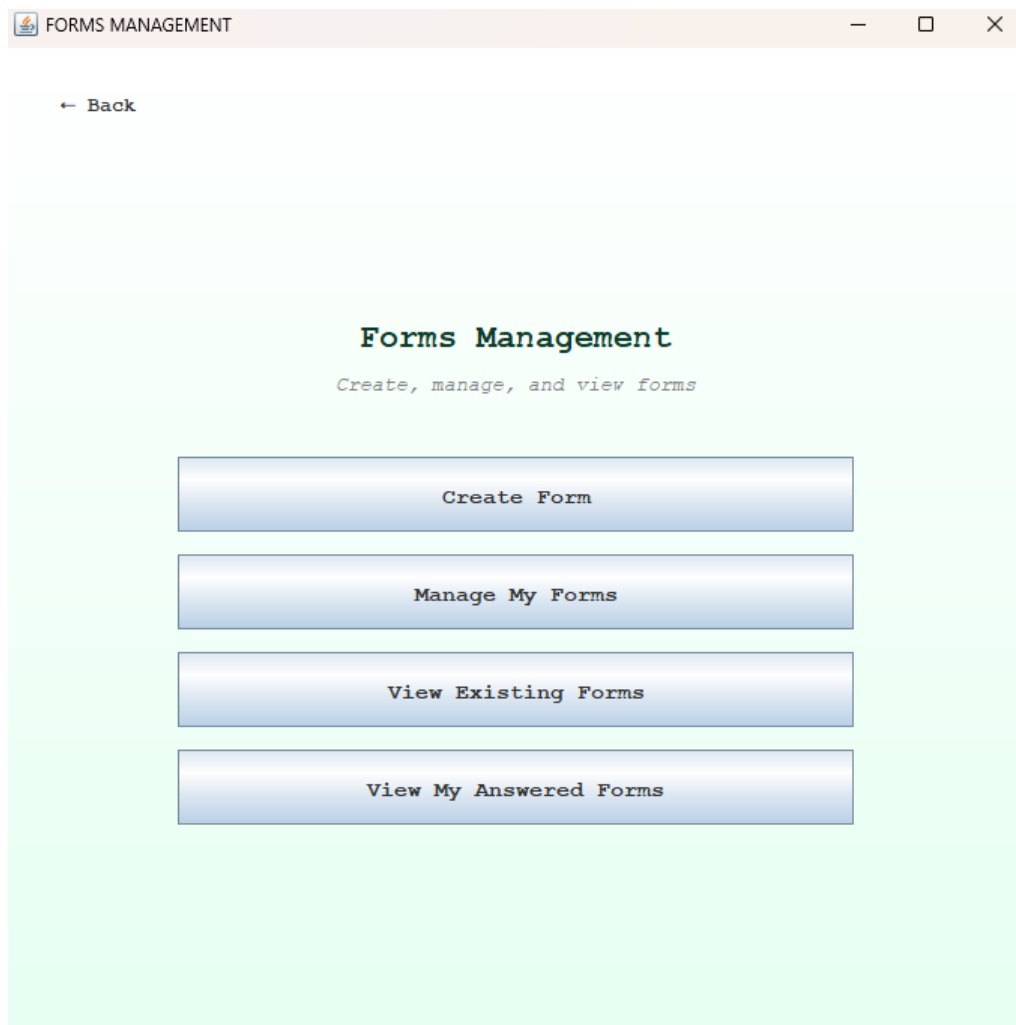 FORMS MANAGEMENT
← Back
Forms Management
Create, manage, and view forms
Create Form
Manage My Forms
View Existing Forms
View My Answered Forms